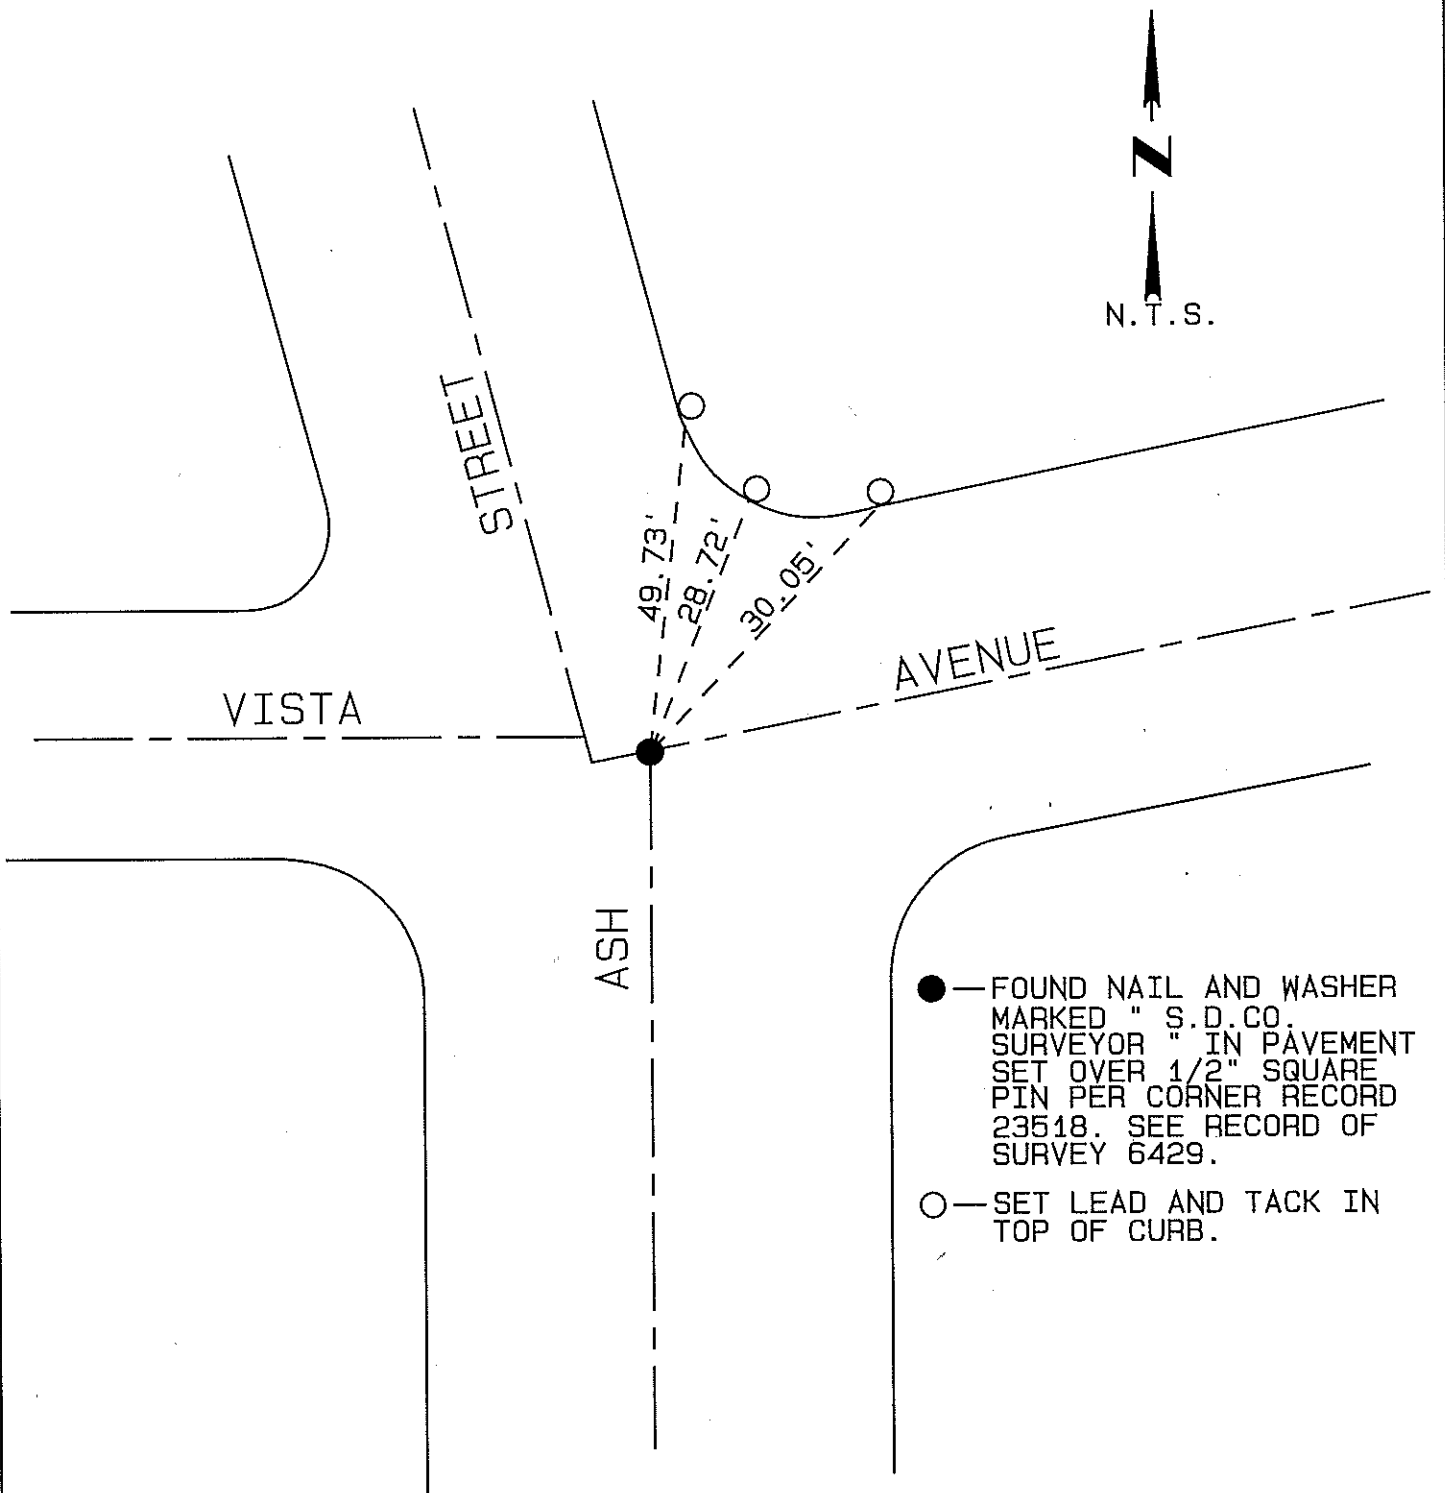 Z
N.T.S.
STREET
49.73'
28.72'
30.05'
AVENUE
VISTA
ASH
FOUND NAIL AND WASHER
MARKED " S.D.CO.
SURVEYOR " IN PAVEMENT
SET OVER 1/2" SQUARE
PIN PER CORNER RECORD
23518. SEE RECORD OF
SURVEY 6429.
SET LEAD AND TACK IN
TOP OF CURB.